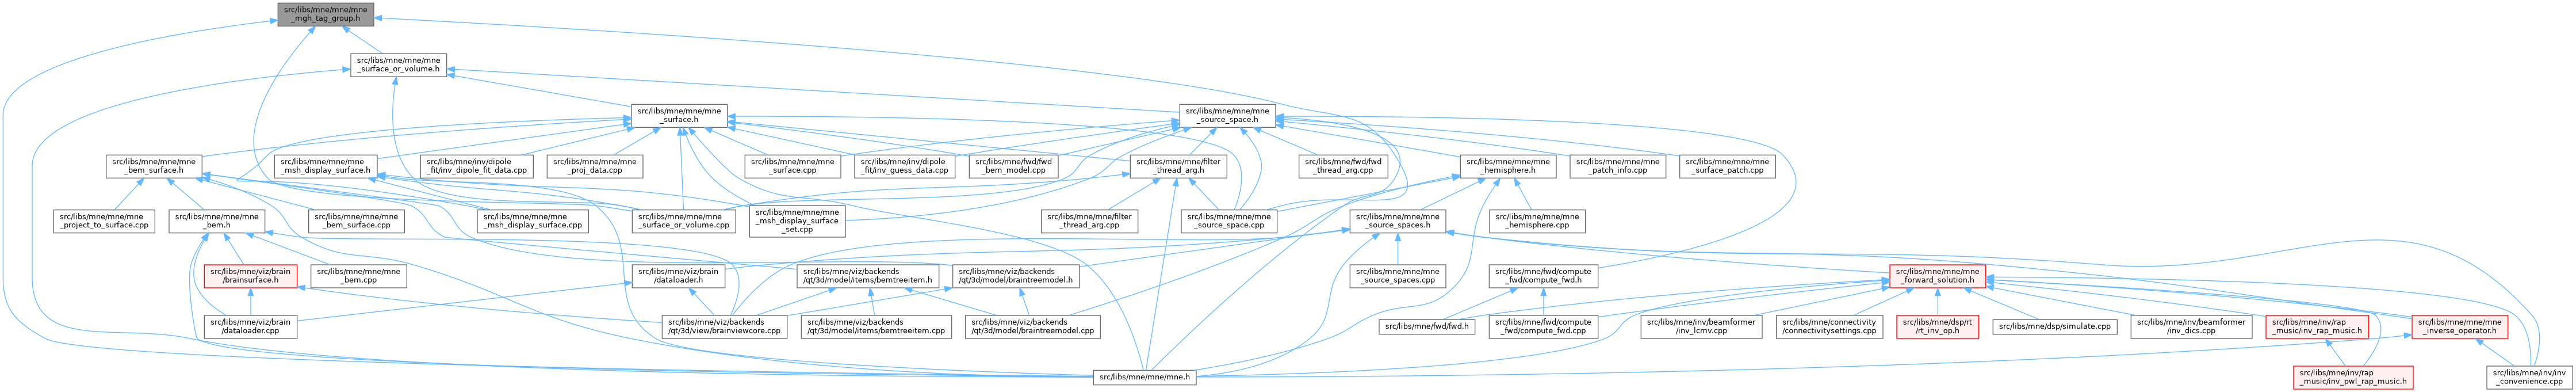 src/libs/mne/mne/mne
_mgh_tag_group.h
src/libs/mne/mne/mne
_surface_or_volume.h
src/libs/mne/mne/mne
_surface.h
src/libs/mne/mne/mne
_source_space.h
src/libs/mne/mne/mne
_bem_surface.h
src/libs/mne/mne/mne
_msh_display_surface.h
src/libs/mne/inv/dipole
_fit/inv_dipole_fit_data.cpp
src/libs/mne/mne/mne
_proj_data.cpp
src/libs/mne/mne/mne
_surface.cpp
src/libs/mne/inv/dipole
_fit/inv_guess_data.cpp
src/libs/mne/fwd/fwd
_bem_model.cpp
src/libs/mne/mne/filter
_thread_arg.h
src/libs/mne/fwd/fwd
_thread_arg.cpp
src/libs/mne/mne/mne
_hemisphere.h
src/libs/mne/mne/mne
_patch_info.cpp
src/libs/mne/mne/mne
_surface_patch.cpp
src/libs/mne/mne/mne
_project_to_surface.cpp
src/libs/mne/mne/mne
_bem.h
src/libs/mne/mne/mne
_bem_surface.cpp
src/libs/mne/mne/mne
_msh_display_surface.cpp
src/libs/mne/mne/mne
_surface_or_volume.cpp
src/libs/mne/mne/mne
_msh_display_surface
_set.cpp
src/libs/mne/mne/filter
_thread_arg.cpp
src/libs/mne/mne/mne
_source_space.cpp
src/libs/mne/mne/mne
_source_spaces.h
src/libs/mne/mne/mne
_hemisphere.cpp
src/libs/mne/viz/brain
/brainsurface.h
src/libs/mne/mne/mne
_bem.cpp
src/libs/mne/viz/brain
/dataloader.h
src/libs/mne/viz/backends
/qt/3d/model/items/bemtreeitem.h
src/libs/mne/viz/backends
/qt/3d/model/braintreemodel.h
src/libs/mne/mne/mne
_source_spaces.cpp
src/libs/mne/fwd/compute
_fwd/compute_fwd.h
src/libs/mne/mne/mne
_forward_solution.h
src/libs/mne/viz/brain
/dataloader.cpp
src/libs/mne/viz/backends
/qt/3d/view/brainviewcore.cpp
src/libs/mne/viz/backends
/qt/3d/model/items/bemtreeitem.cpp
src/libs/mne/viz/backends
/qt/3d/model/braintreemodel.cpp
src/libs/mne/fwd/fwd.h
src/libs/mne/fwd/compute
_fwd/compute_fwd.cpp
src/libs/mne/inv/beamformer
/inv_lcmv.cpp
src/libs/mne/connectivity
/connectivitysettings.cpp
src/libs/mne/dsp/rt
/rt_inv_op.h
src/libs/mne/dsp/simulate.cpp
src/libs/mne/inv/beamformer
/inv_dics.cpp
src/libs/mne/inv/rap
_music/inv_rap_music.h
src/libs/mne/mne/mne
_inverse_operator.h
src/libs/mne/mne/mne.h
src/libs/mne/inv/rap
_music/inv_pwl_rap_music.h
src/libs/mne/inv/inv
_convenience.cpp